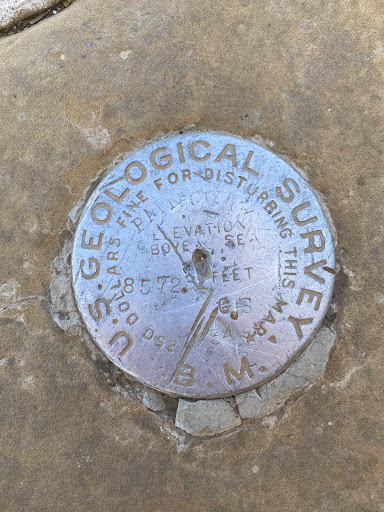 U.S. GEOLOGICAL SURVEY
250 DOLLARS FINE FOR DISTURBING THIS MARK
ELEVATION
ABOVE SEA
8572 FEET
B.M.